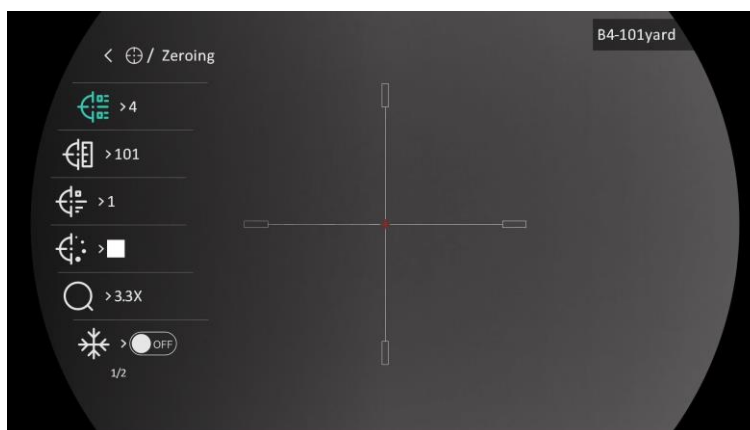 B4-101yard
/ Zeroing
>4
>101
>1
>
>3.3X
> OFF
1/2